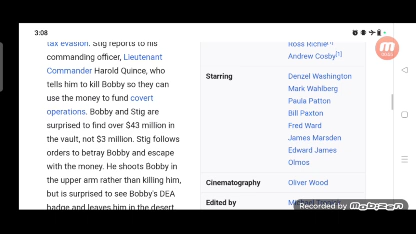 3:08
tax evasion. Stig reports to his
commanding officer, Lieutenant
Commander Harold Quince, who
tells him to kill Bobby so they can
use the money to fund covert
operations. Bobby and Stig are
surprised to find over $43 million
in the vault, not $3 million. Stig follows
orders to betray Bobby and escape
with the money. He shoots Bobby in
the upper arm rather than killing him,
but is surprised to see Bobby's DEA
badge and leaves him in the desert
Ross Richie[1]
Andrew Cosby[1]
Starring
Denzel Washington
Mark Wahlberg
Paula Patton
Bill Paxton
Fred Ward
James Marsden
Edward James
Olmos
Cinematography
Oliver Wood
Edited by
Recorded by Mobizen